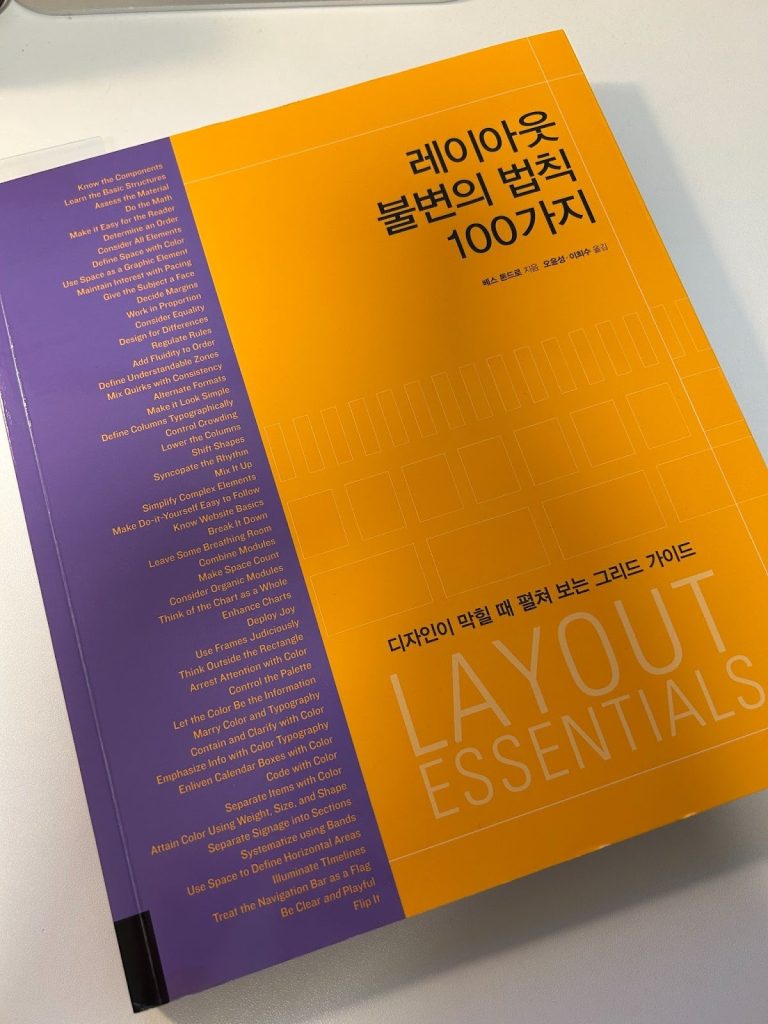 Know the Components
Learn the Basic Structures
Assess the Material
Do the Math
Make it Easy for the Reader
Determine an Order
Consider All Elements
Define Space with Color
Use Space as a Graphic Element
Maintain Interest with Pacing
Give the Subject a Face
Decide Margins
Work in Proportion
Consider Equality
Design for Differences
Regulate Rules
Add Fluidity to Order
Define Understandable Zones
Mix Quirks with Consistency
Alternate Formats
Make it Look Simple
Define Columns Typographically
Control Crowding
Lower the Columns
Shift Shapes
Syncopate the Rhythm
Mix It Up
Simplify Complex Elements
Make Do-it-Yourself Easy to Follow
Know Website Basics
Break It Down
Leave Some Breathing Room
Combine Modules
Make Space Count
Consider Organic Modules
Think of the Chart as a Whole
Enhance Charts
Deploy Joy
Use Frames Judiciously
Think Outside the Rectangle
Arrest Attention with Color
Control the Palette
Let the Color Be the Information
Marry Color and Typography
Contain and Clarify with Color
Emphasize Info with Color Typography
Enliven Calendar Boxes with Color
Code with Color
Separate Items with Color
Attain Color Using Weight, Size, and Shape
Separate Signage into Sections
Systematize using Bands
Use Space to Define Horizontal Areas
Illuminate TImelines
Treat the Navigation Bar as a Flag
Be Clear and Playful
Flip It
레이아웃
불변의 법칙
100가지
베스 톤드로 지음 오윤성·이희수 옮김
디자인이 막힐 때 펼쳐 보는 그리드 가이드
LAYOUT
ESSENTIALS